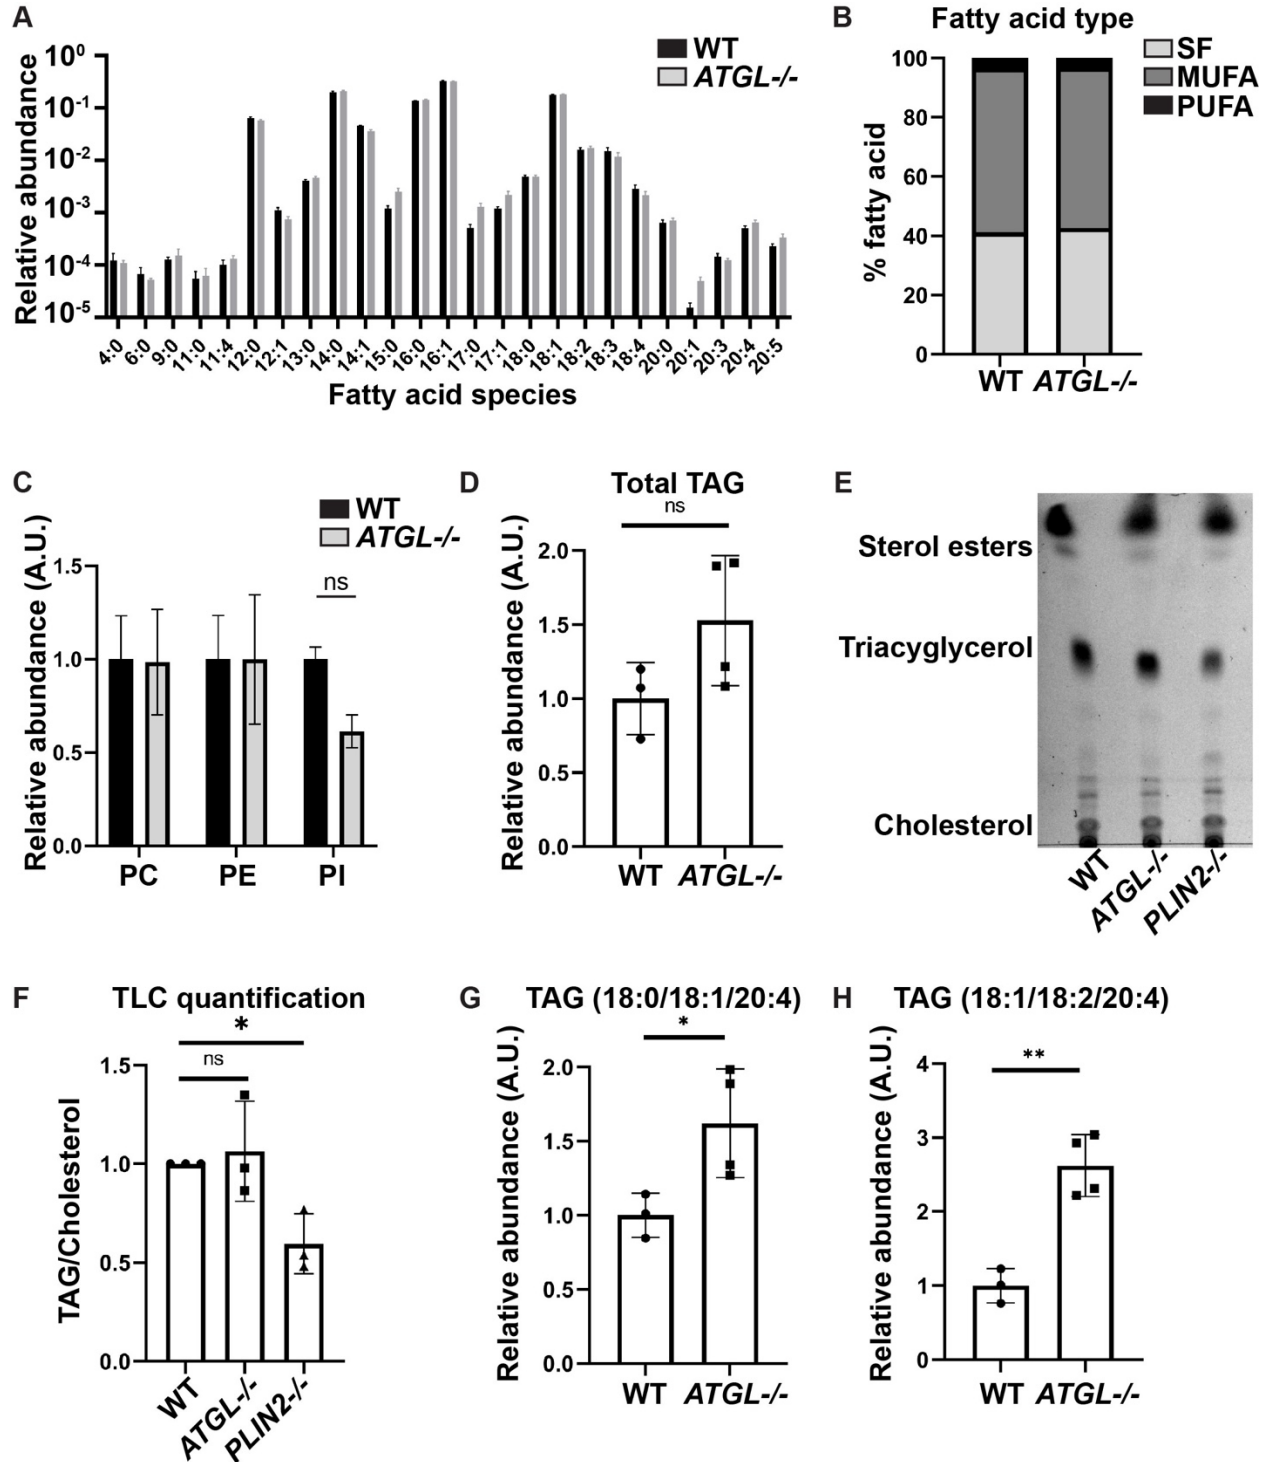 A
WT
ATGL-/-
Relative abundance
10^0
10^-1
10^-2
10^-3
10^-4
10^-5
4:0 6:0 9:0 11:0 11:4 12:0 12:1 13:0 14:0 14:1 15:0 16:0 16:1 17:0 17:1 18:0 18:1 18:2 18:3 18:4 20:0 20:1 20:3 20:4 20:5
Fatty acid species
B
Fatty acid type
SF
MUFA
PUFA
% fatty acid
100
80
60
40
20
0
WT ATGL-/-
C
WT
ATGL-/-
Relative abundance (A.U.)
1.5
1.0
0.5
0.0
ns
PC PE PI
D
Total TAG
ns
Relative abundance (A.U.)
2.0
1.5
1.0
0.5
0.0
WT ATGL-/-
E
Sterol esters
Triacyglycerol
Cholesterol
WT ATGL-/- PLIN2-/-
F
TLC quantification
*
ns
TAG/Cholesterol
1.5
1.0
0.5
0.0
WT ATGL-/- PLIN2-/-
G
TAG (18:0/18:1/20:4)
*
Relative abundance (A.U.)
2.0
1.5
1.0
0.5
0.0
WT ATGL-/-
H
TAG (18:1/18:2/20:4)
**
Relative abundance (A.U.)
4
3
2
1
0
WT ATGL-/-